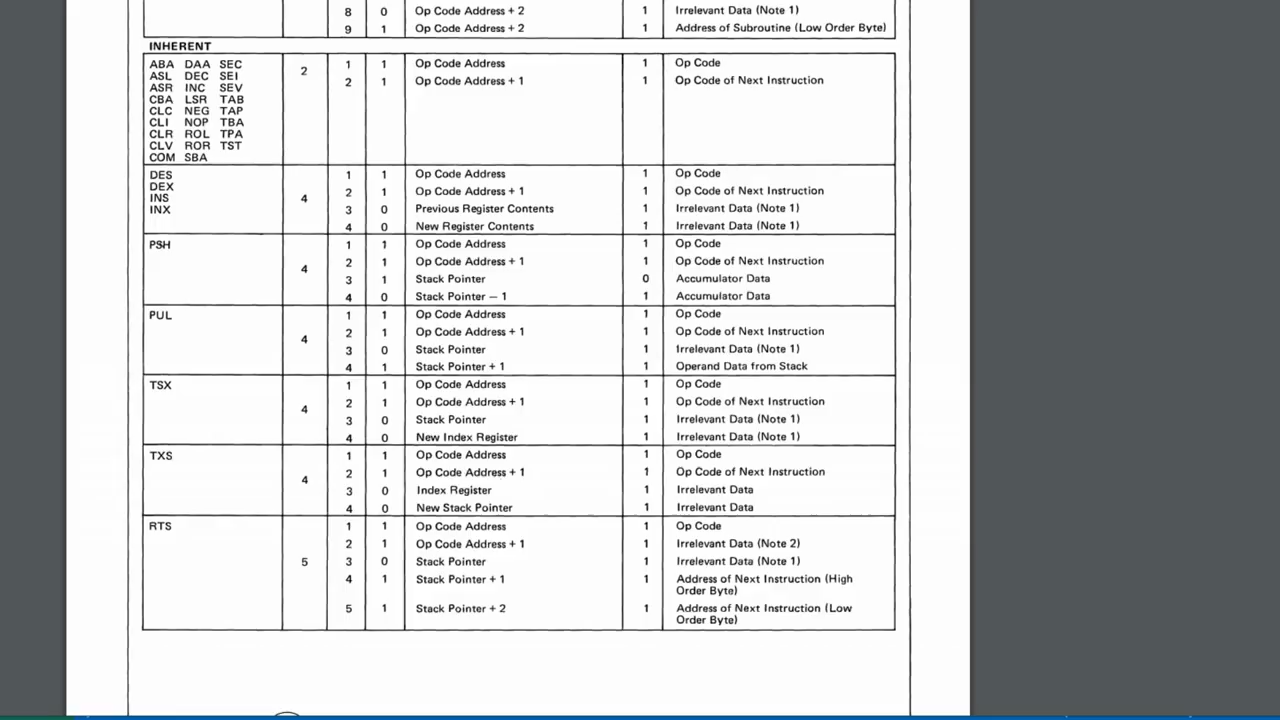 8 0 Op Code Address + 2 1 Irrelevant Data (Note 1)
9 1 Op Code Address + 2 1 Address of Subroutine (Low Order Byte)
INHERENT
ABA DAA SEC 2 1 1 Op Code Address 1 Op Code
ASL DEC SEI 2 1 Op Code Address + 1 1 Op Code of Next Instruction
ASR INC SEV
CBA LSR TAB
CLC NEG TAP
CLI NOP TBA
CLR ROL TPA
CLV ROR TST
COM SBA
DES 4 1 1 Op Code Address 1 Op Code
DEX 2 1 Op Code Address + 1 1 Op Code of Next Instruction
INS 3 0 Previous Register Contents 1 Irrelevant Data (Note 1)
INX 4 0 New Register Contents 1 Irrelevant Data (Note 1)
PSH 4 1 1 Op Code Address 1 Op Code
2 1 Op Code Address + 1 1 Op Code of Next Instruction
3 1 Stack Pointer 0 Accumulator Data
4 0 Stack Pointer — 1 1 Accumulator Data
PUL 4 1 1 Op Code Address 1 Op Code
2 1 Op Code Address + 1 1 Op Code of Next Instruction
3 0 Stack Pointer 1 Irrelevant Data (Note 1)
4 1 Stack Pointer + 1 1 Operand Data from Stack
TSX 4 1 1 Op Code Address 1 Op Code
2 1 Op Code Address + 1 1 Op Code of Next Instruction
3 0 Stack Pointer 1 Irrelevant Data (Note 1)
4 0 New Index Register 1 Irrelevant Data (Note 1)
TXS 4 1 1 Op Code Address 1 Op Code
2 1 Op Code Address + 1 1 Op Code of Next Instruction
3 0 Index Register 1 Irrelevant Data
4 0 New Stack Pointer 1 Irrelevant Data
RTS 5 1 1 Op Code Address 1 Op Code
2 1 Op Code Address + 1 1 Irrelevant Data (Note 2)
3 0 Stack Pointer 1 Irrelevant Data (Note 1)
4 1 Stack Pointer + 1 1 Address of Next Instruction (High
Order Byte)
5 1 Stack Pointer + 2 1 Address of Next Instruction (Low
Order Byte)